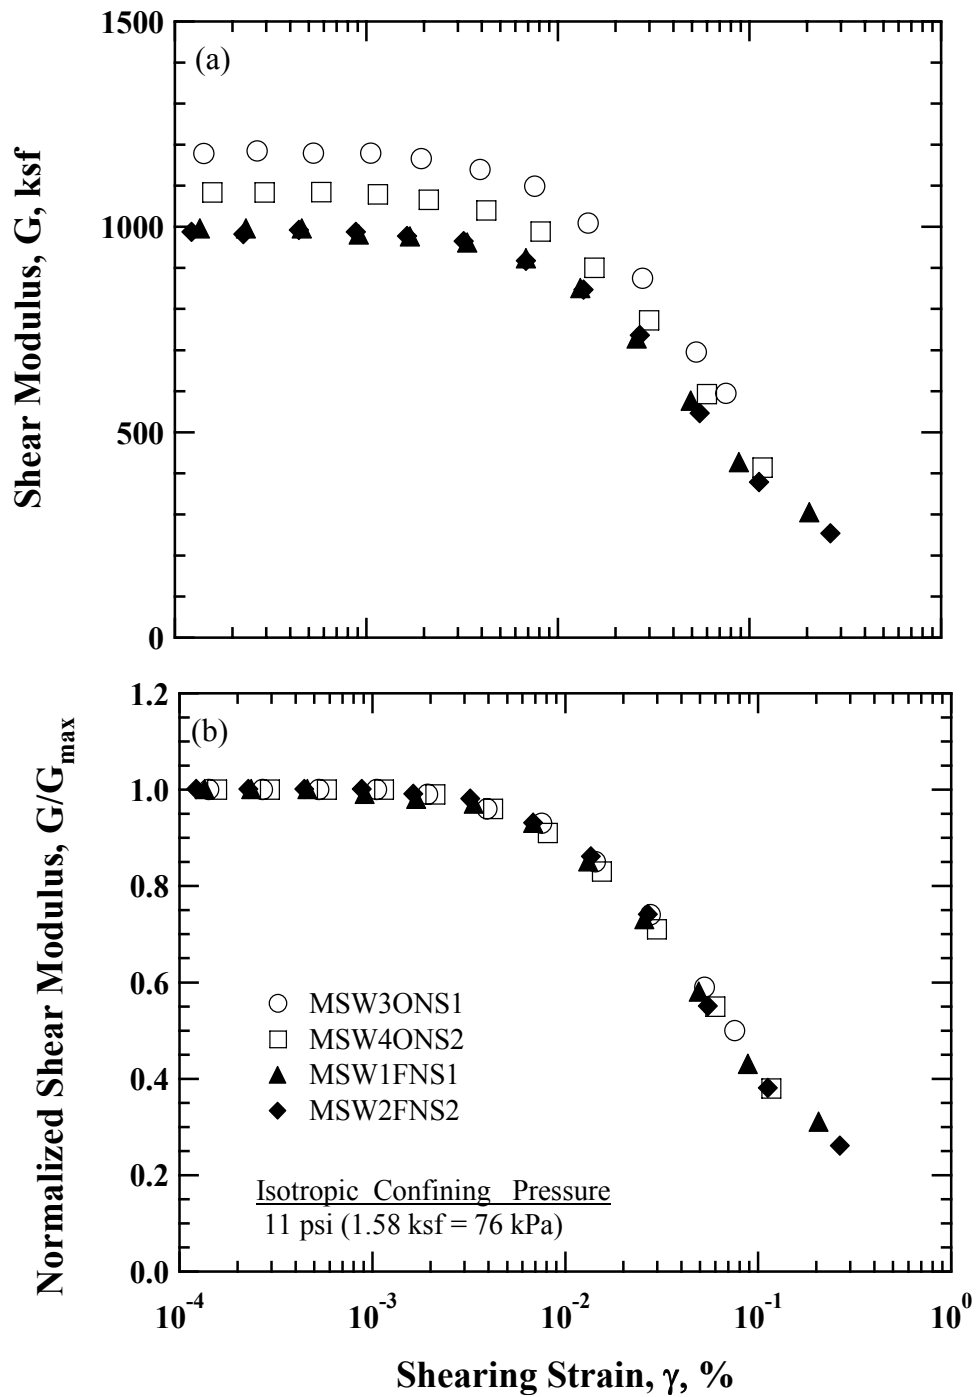 1500
(a)
1000
500
0
Shear Modulus, G, ksf
1.2
(b)
1.0
0.8
0.6
0.4
0.2
0.0
Normalized Shear Modulus, G/Gmax
MSW3ONS1
MSW4ONS2
MSW1FNS1
MSW2FNS2
Isotropic Confining Pressure
11 psi (1.58 ksf = 76 kPa)
10-4 10-3 10-2 10-1 100
Shearing Strain, γ, %